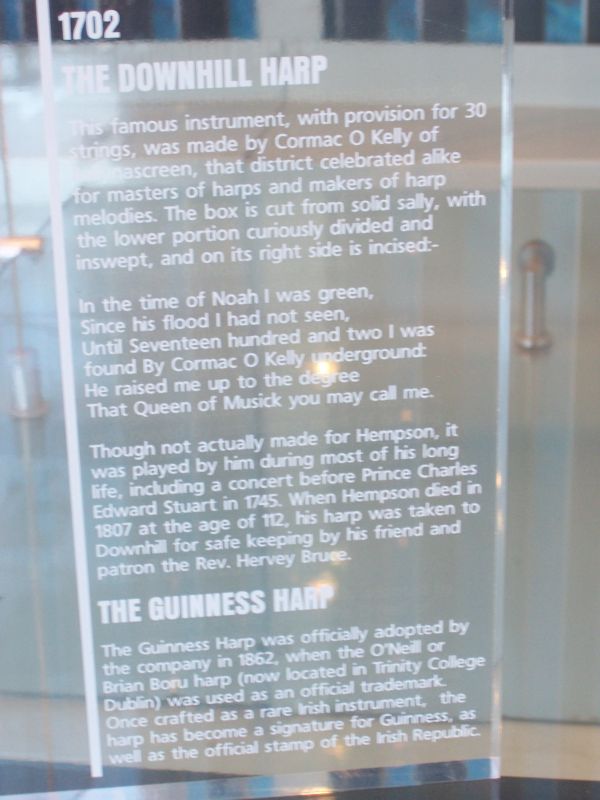 1702
THE DOWNHILL HARP
This famous instrument, with provision for 30
strings, was made by Cormac O Kelly of
that district celebrated alike
for masters of harps and makers of harp
melodies. The box is cut from solid sally, with
the lower portion curiously divided and
inswept, and on its right side is incised:-
In the time of Noah I was green,
Since his flood I had not seen,
Until Seventeen hundred and two I was
found By Cormac O Kelly underground:
He raised me up to the degree
That Queen of Musick you may call me.
Though not actually made for Hempson, it
was played by him during most of his long
life, including a concert before Prince Charles
Edward Stuart in 1745. When Hempson died in
1807 at the age of 112, his harp was taken to
Downhill for safe keeping by his friend and
patron the Rev. Hervey Bruce.
THE GUINNESS HARP
The Guinness Harp was officially adopted by
the company in 1862, when the O'Neill or
Brian Boru harp (now located in Trinity College
Dublin) was used as an official trademark.
Once crafted as a rare Irish instrument, the
harp has become a signature for Guinness, as
well as the official stamp of the Irish Republic.